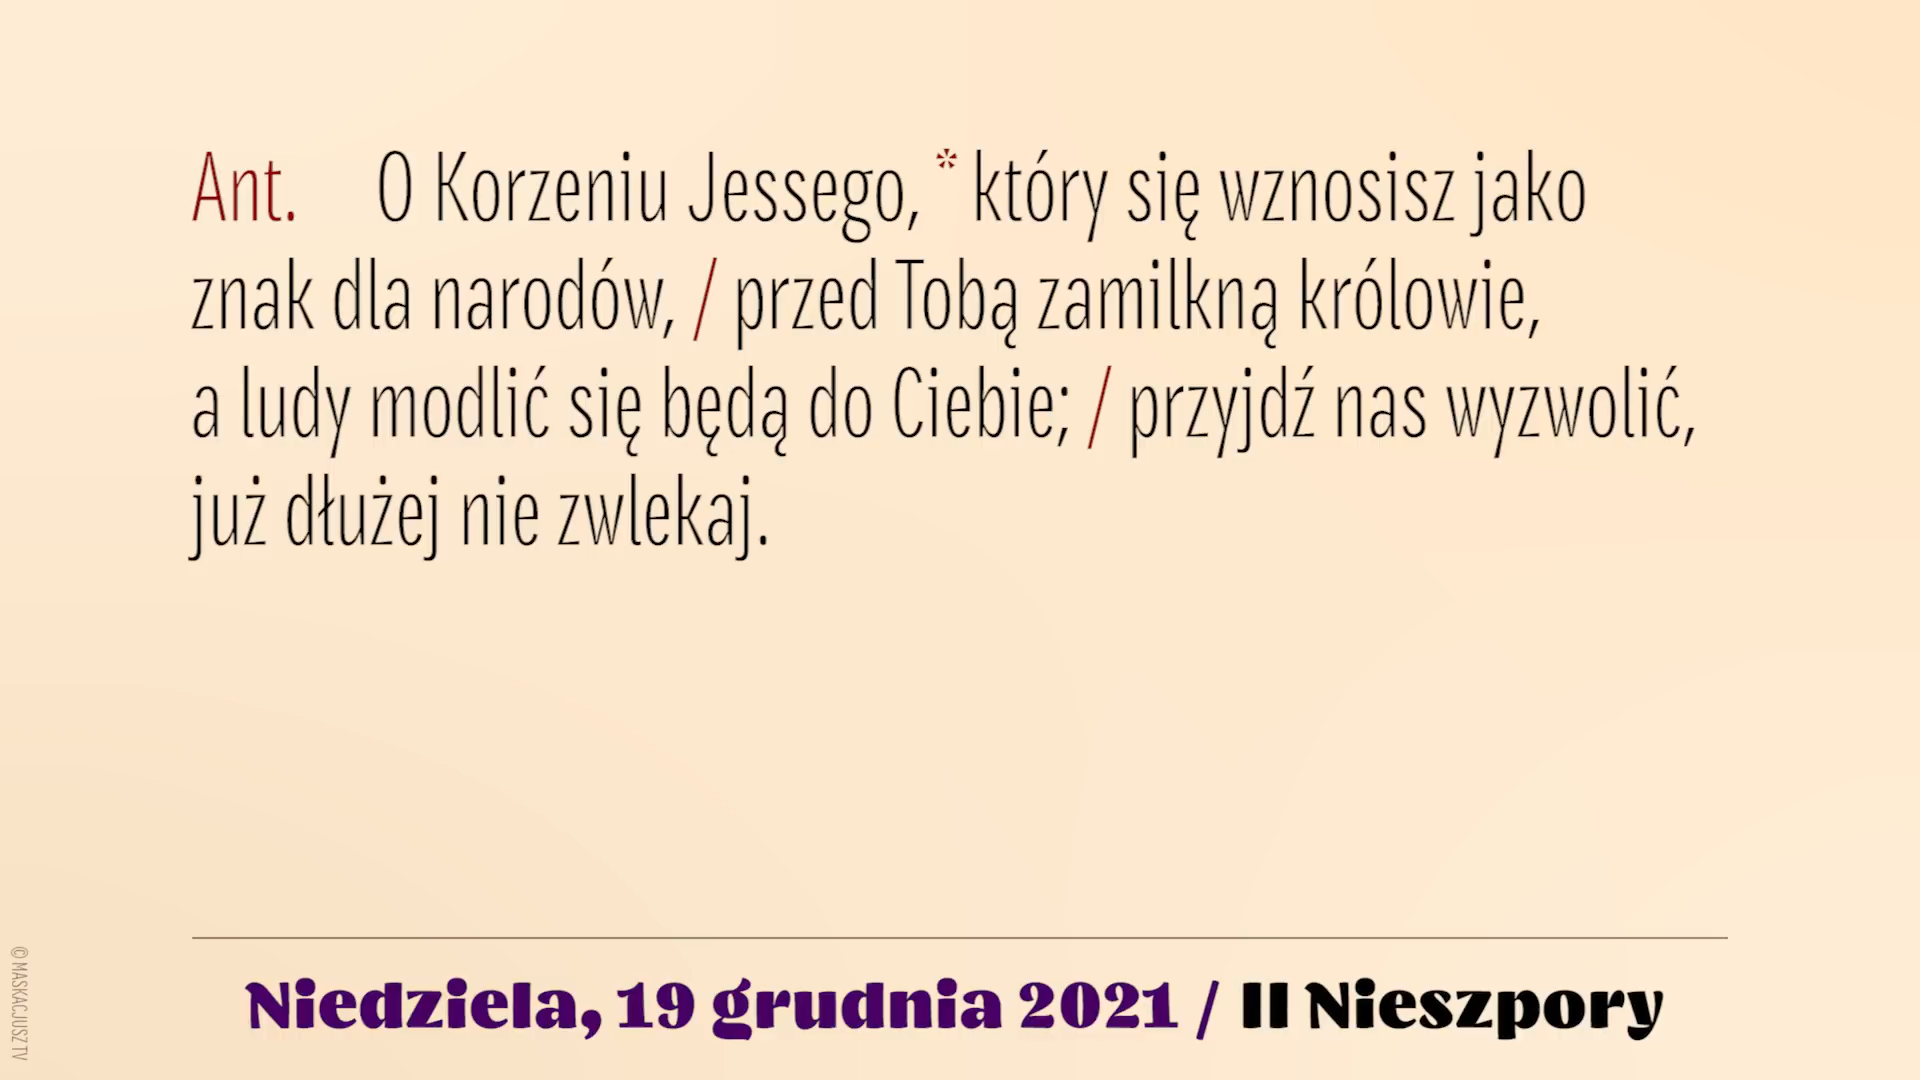 Ant. O Korzeniu Jessego, * który się wznosisz jako
znak dla narodów, / przed Tobą zamilkną królowie,
a ludy modlić się będą do Ciebie; / przyjdź nas wyzwolić,
już dłużej nie zwlekaj.
Niedziela, 19 grudnia 2021 / II Nieszpory
© MASKACJUSZ TV